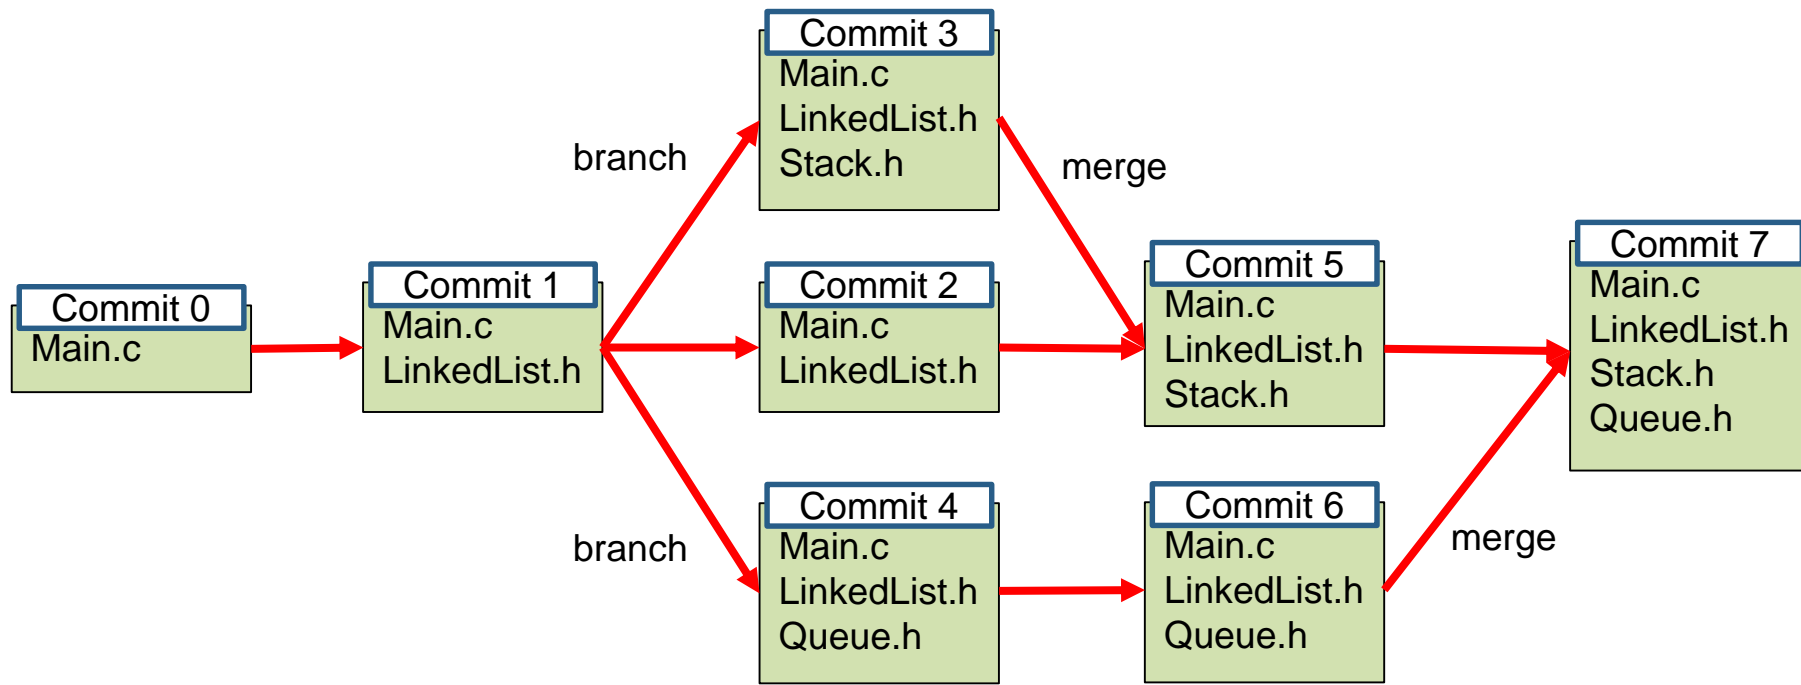 Commit 0
Main.c
Commit 1
Main.c
LinkedList.h
branch
branch
Commit 3
Main.c
LinkedList.h
Stack.h
Commit 2
Main.c
LinkedList.h
Commit 4
Main.c
LinkedList.h
Queue.h
merge
Commit 5
Main.c
LinkedList.h
Stack.h
Commit 6
Main.c
LinkedList.h
Queue.h
merge
Commit 7
Main.c
LinkedList.h
Stack.h
Queue.h